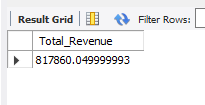 Result Grid Filter Rows:
Total_Revenue
817860.049999993